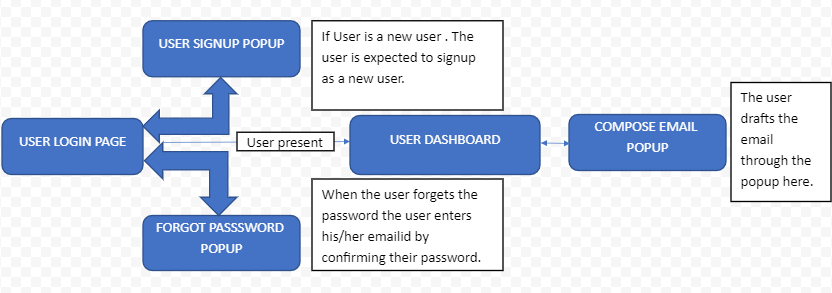 USER SIGNUP POPUP
If User is a new user . The
user is expected to signup
as a new user.
USER LOGIN PAGE
User present
USER DASHBOARD
COMPOSE EMAIL
POPUP
The user
drafts the
email
through the
popup here.
FORGOT PASSSWORD
POPUP
When the user forgets the
password the user enters
his/her emailid by
confirming their password.